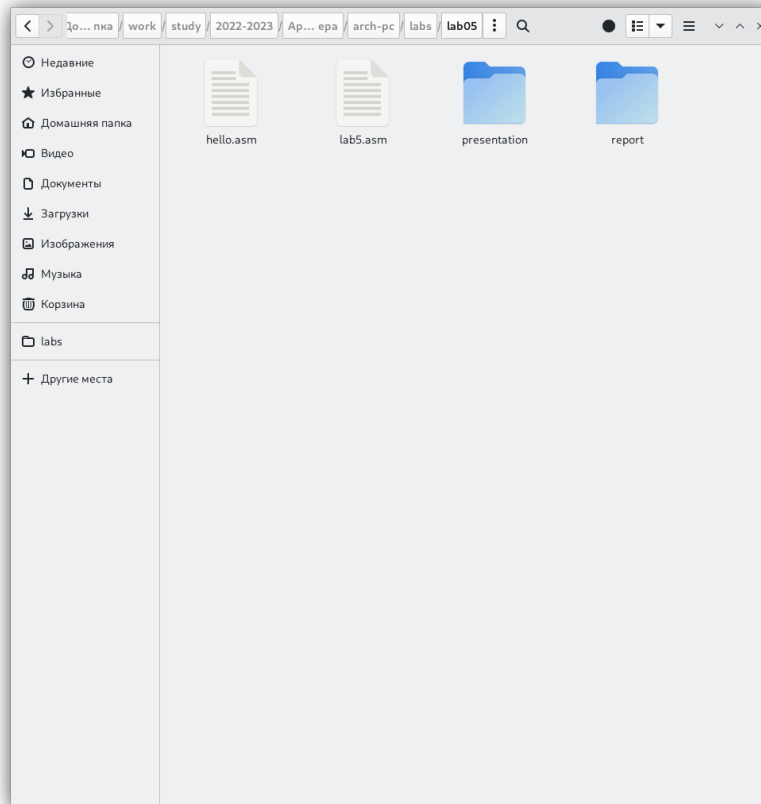 До... пка / work / study / 2022-2023 / Ар... ера / arch-pc / labs / lab05
Недавние
Избранные
Домашняя папка
Видео
Документы
Загрузки
Изображения
Музыка
Корзина
labs
Другие места
hello.asm lab5.asm presentation report